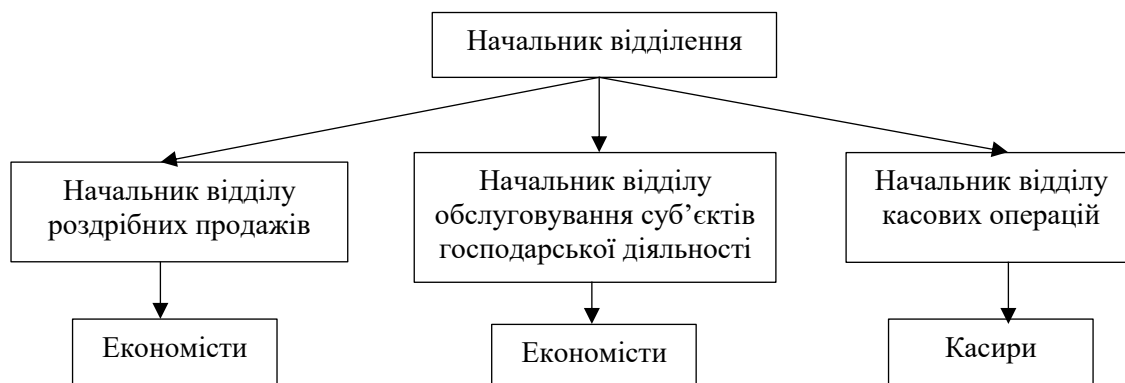 Начальник відділення
Начальник відділу
роздрібних продажів
Начальник відділу
обслуговування суб’єктів
господарської діяльності
Начальник відділу
касових операцій
Економісти
Економісти
Касири